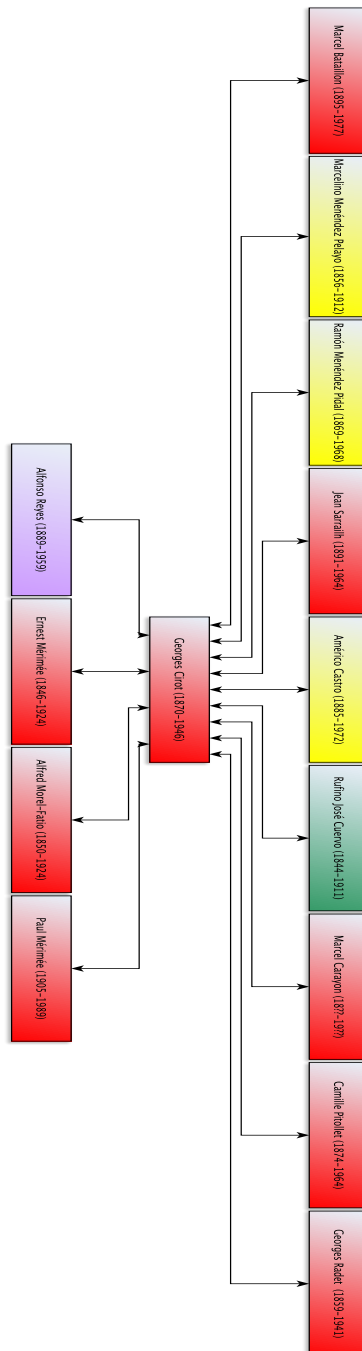 Marcel Bataillon (1895-1977)
Marcelino Menéndez Pelayo (1856-1912)
Ramón Menéndez Pidal (1869-1968)
Jean Sarrailh (1891-1964)
Américo Castro (1885-1972)
Rufino José Cuervo (1844-1911)
Marcel Carayon (18??-19??)
Camille Pitollet (1874-1964)
Georges Radet (1859-1941)
Georges Cirot (1870-1946)
Alfonso Reyes (1889-1959)
Ernest Mérimée (1846-1924)
Alfred Morel-Fatio (1850-1924)
Paul Mérimée (1905-1989)